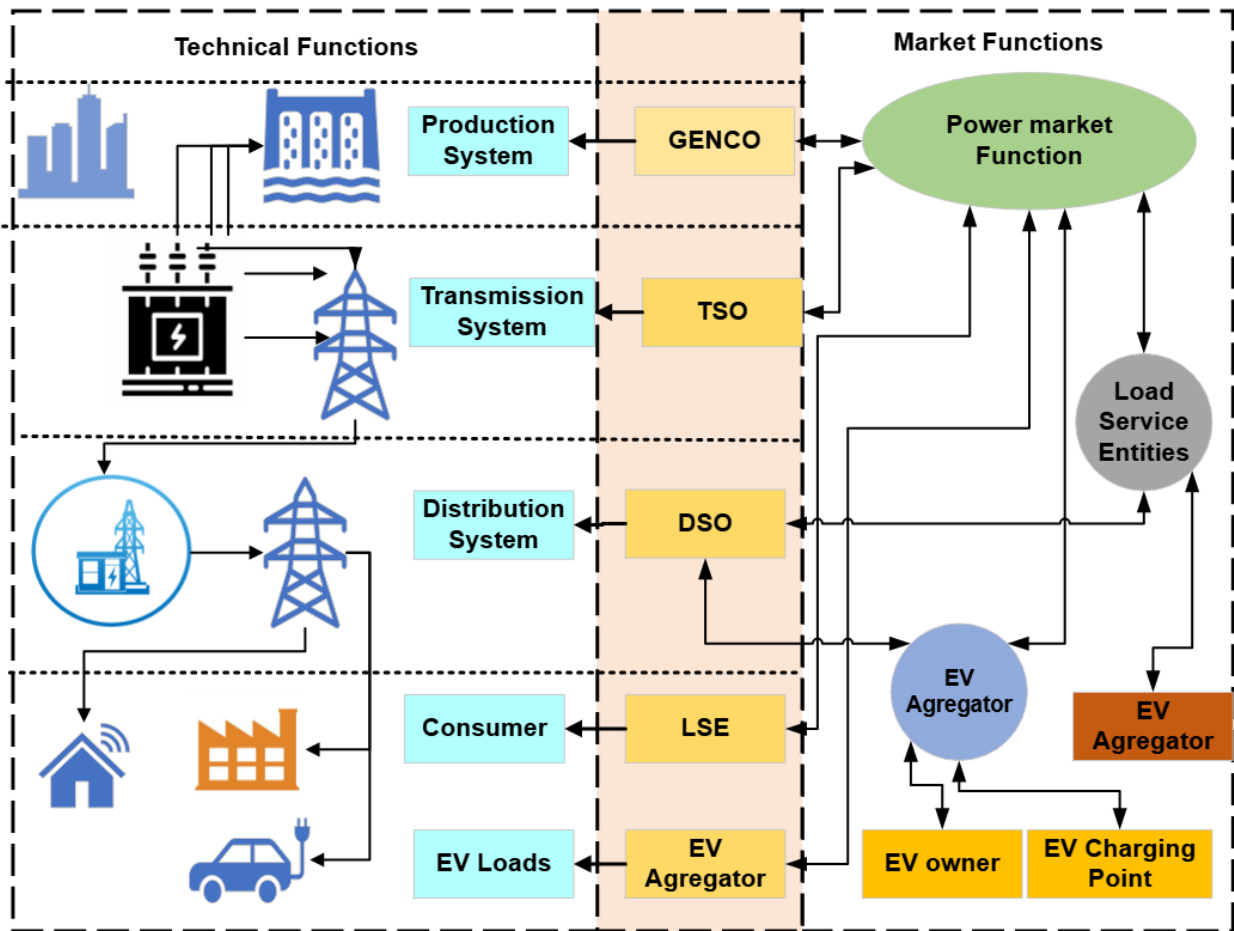 Technical Functions
Market Functions
Production
System
GENCO
Power market
Function
Transmission
System
TSO
Load
Service
Entities
Distribution
System
DSO
EV
Agregator
Consumer
LSE
EV
Agregator
EV Loads
EV
Agregator
EV owner
EV Charging
Point